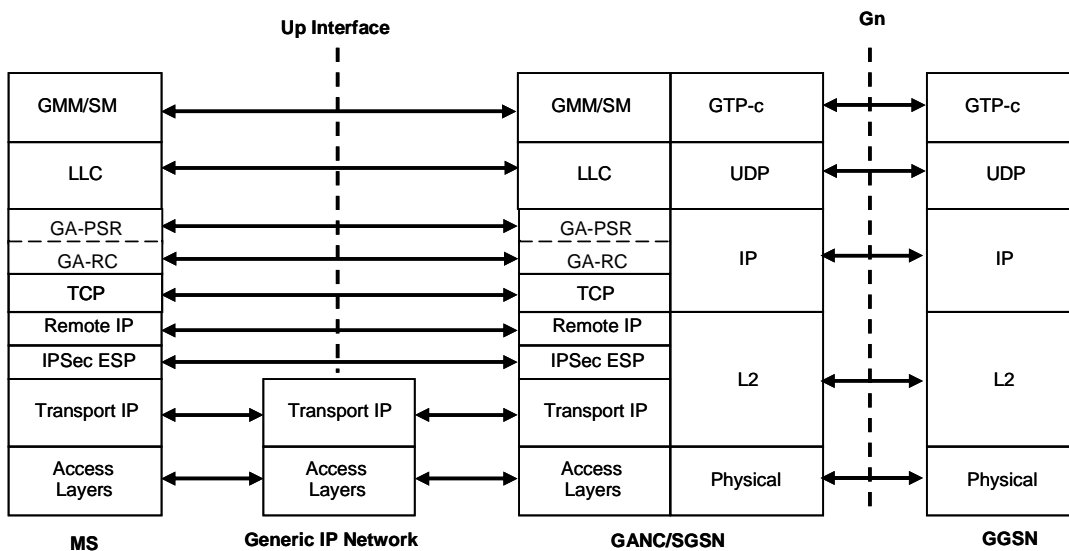 Up Interface
Gn
GMM/SM
GMM/SM
GTP-c
GTP-c
LLC
LLC
UDP
UDP
GA-PSR
GA-PSR
GA-RC
GA-RC
IP
IP
TCP
TCP
Remote IP
Remote IP
IPSec ESP
IPSec ESP
L2
L2
Transport IP
Transport IP
Transport IP
Access
Layers
Access
Layers
Access
Layers
Physical
Physical
MS
Generic IP Network
GANC/SGSN
GGSN